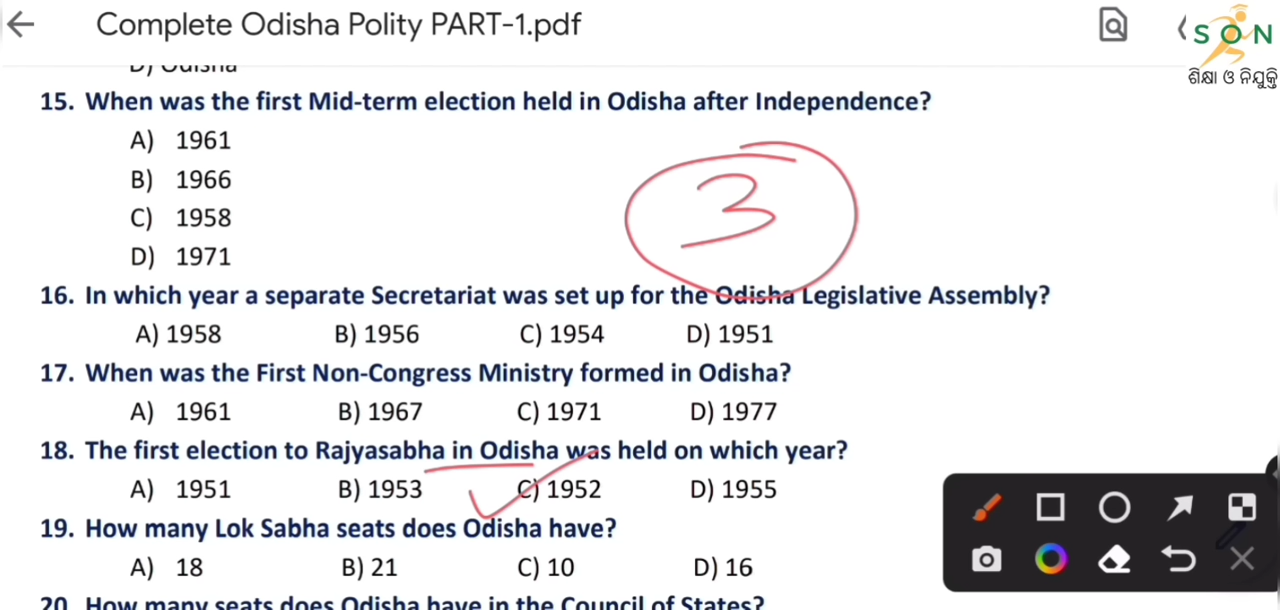 Complete Odisha Polity PART-1.pdf
SON
ଶିକ୍ଷା ଓ ନିଯୁକ୍ତି
D) Odisha
15. When was the first Mid-term election held in Odisha after Independence?
A) 1961
B) 1966
C) 1958
D) 1971
3
16. In which year a separate Secretariat was set up for the Odisha Legislative Assembly?
A) 1958 B) 1956 C) 1954 D) 1951
17. When was the First Non-Congress Ministry formed in Odisha?
A) 1961 B) 1967 C) 1971 D) 1977
18. The first election to Rajyasabha in Odisha was held on which year?
A) 1951 B) 1953 C) 1952 D) 1955
19. How many Lok Sabha seats does Odisha have?
A) 18 B) 21 C) 10 D) 16
20. How many seats does Odisha have in the Council of States?